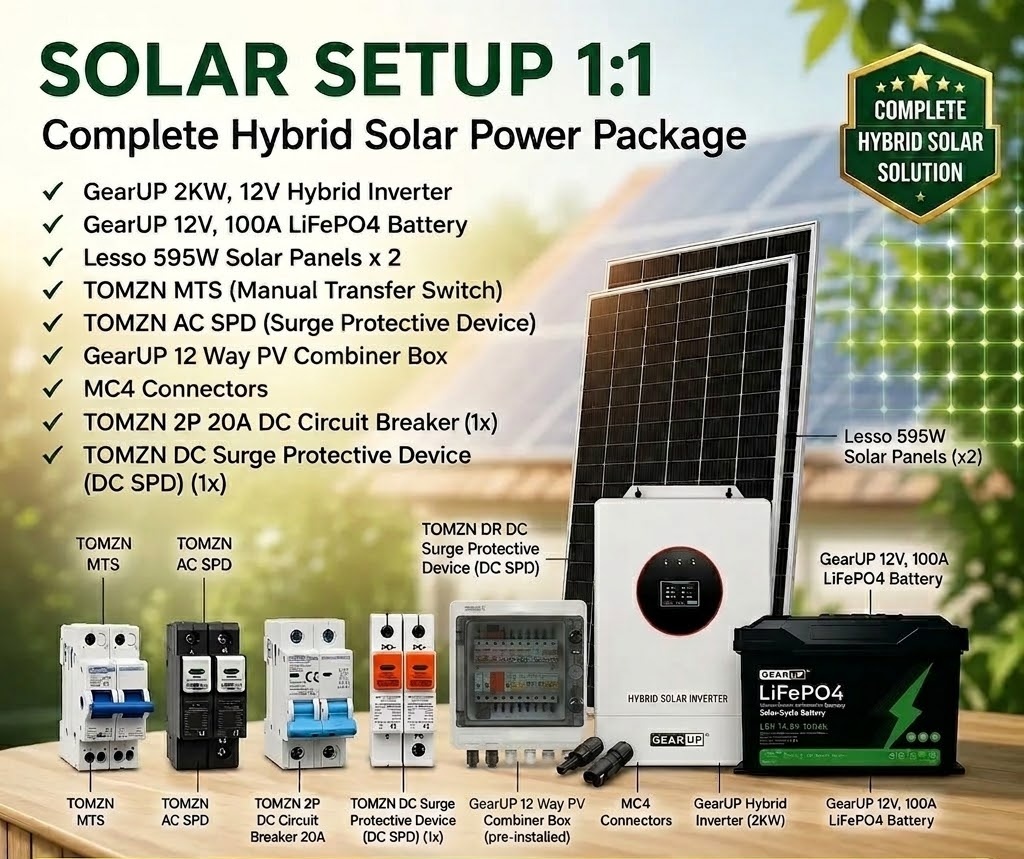 SOLAR SETUP 1:1
Complete Hybrid Solar Power Package
COMPLETE
HYBRID SOLAR
SOLUTION
✓ GearUP 2KW, 12V Hybrid Inverter
✓ GearUP 12V, 100A LiFePO4 Battery
✓ Lesso 595W Solar Panels x 2
✓ TOMZN MTS (Manual Transfer Switch)
✓ TOMZN AC SPD (Surge Protective Device)
✓ GearUP 12 Way PV Combiner Box
✓ MC4 Connectors
✓ TOMZN 2P 20A DC Circuit Breaker (1x)
✓ TOMZN DC Surge Protective Device
(DC SPD) (1x)
Lesso 595W
Solar Panels (x2)
TOMZN
MTS
TOMZN
AC SPD
TOMZN DR DC
Surge Protective
Device (DC SPD)
GearUP 12V, 100A
LiFePO4 Battery
HYBRID SOLAR INVERTER
GEARUP
GEARUP
LiFePO4
TOMZN
MTS
TOMZN
AC SPD
TOMZN 2P
DC Circuit
Breaker 20A
TOMZN DC Surge
Protective Device
(DC SPD) (1x)
GearUP 12 Way PV
Combiner Box
(pre-installed)
MC4
Connectors
GearUP Hybrid
Inverter (2KW)
GearUP 12V, 100A
LiFePO4 Battery